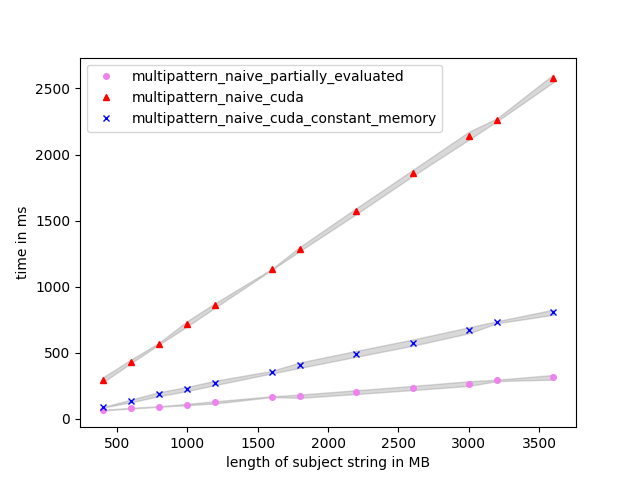 multipattern_naive_partially_evaluated
multipattern_naive_cuda
multipattern_naive_cuda_constant_memory
2500
2000
1500
1000
500
0
time in ms
500 1000 1500 2000 2500 3000 3500
length of subject string in MB